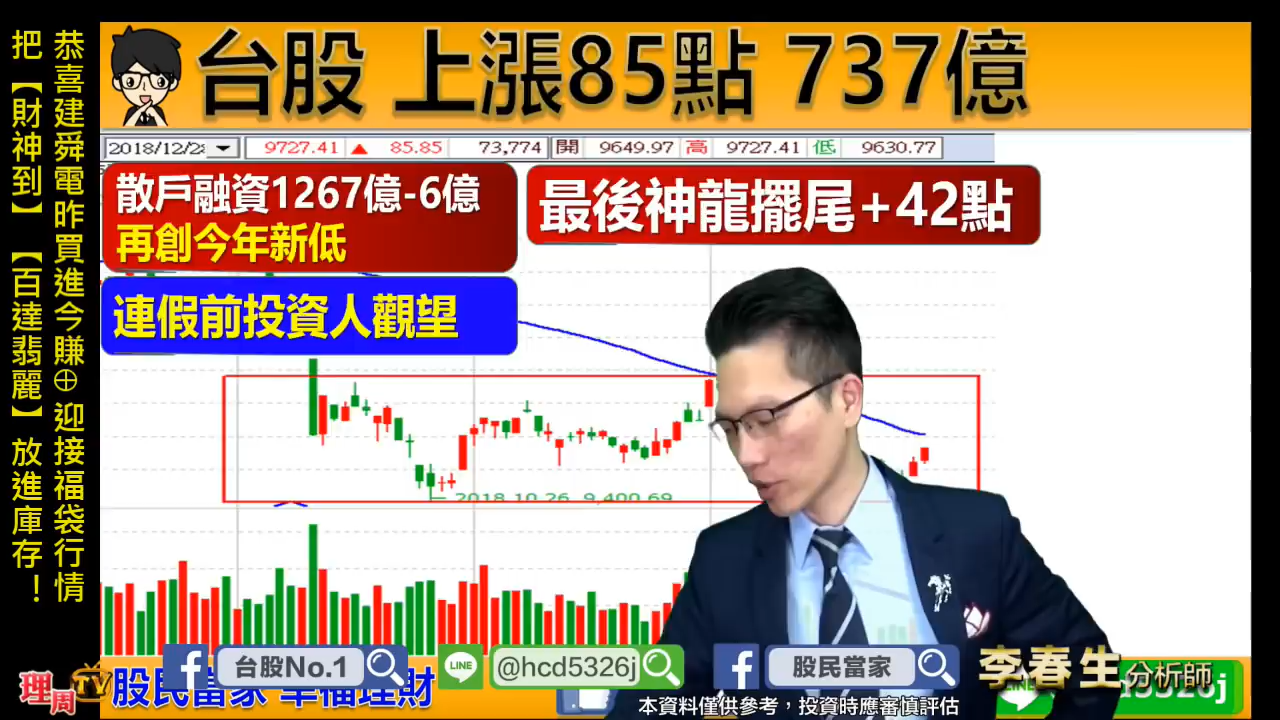 恭喜建舜電昨買進今賺⊕ 迎接福袋行情
把【財神到】【百達翡麗】放進庫存！
台股 上漲85點 737億
2018/12/2 9727.41 ▲ 85.85 73,774 開 9649.97 高 9727.41 低 9630.77
散戶融資1267億-6億
再創今年新低
最後神龍擺尾+42點
連假前投資人觀望
2018.10.26 9,400.69
台股No.1
LINE
@hcd5326j
股民當家
李春生 分析師
理周TV
股民當家 幸福理財
本資料僅供參考，投資時應審慎評估